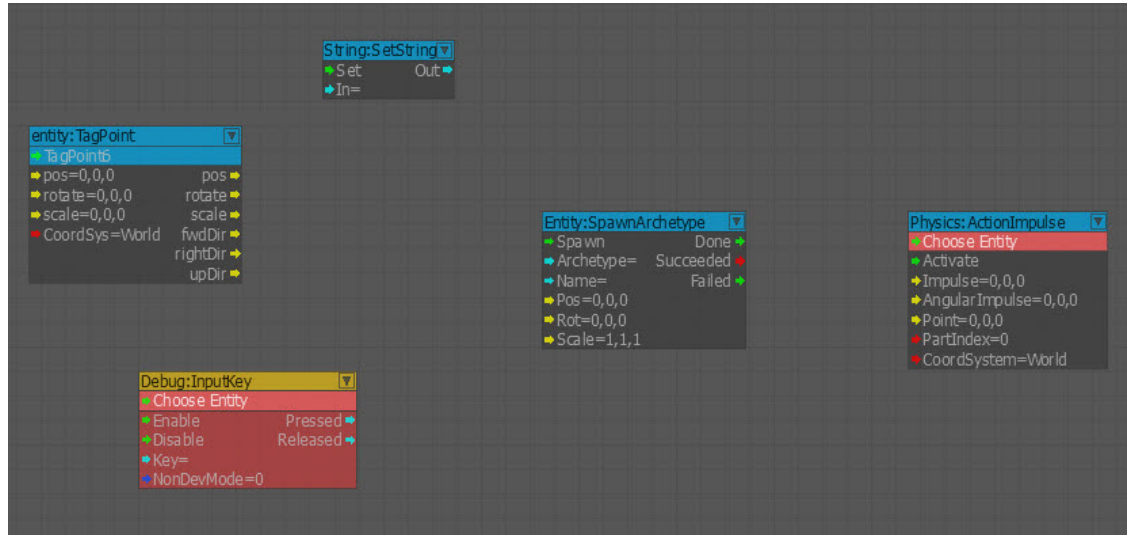 String:SetString
Set Out
In=
entity:TagPoint
TagPoint6
pos=0,0,0 pos
rotate=0,0,0 rotate
scale=0,0,0 scale
CoordSys=World fwdDir
rightDir
upDir
Entity:SpawnArchetype
Spawn Done
Archetype= Succeeded
Name= Failed
Pos=0,0,0
Rot=0,0,0
Scale=1,1,1
Physics:ActionImpulse
Choose Entity
Activate
Impulse=0,0,0
AngularImpulse=0,0,0
Point=0,0,0
PartIndex=0
CoordSystem=World
Debug:InputKey
Choose Entity
Enable Pressed
Disable Released
Key=
NonDevMode=0